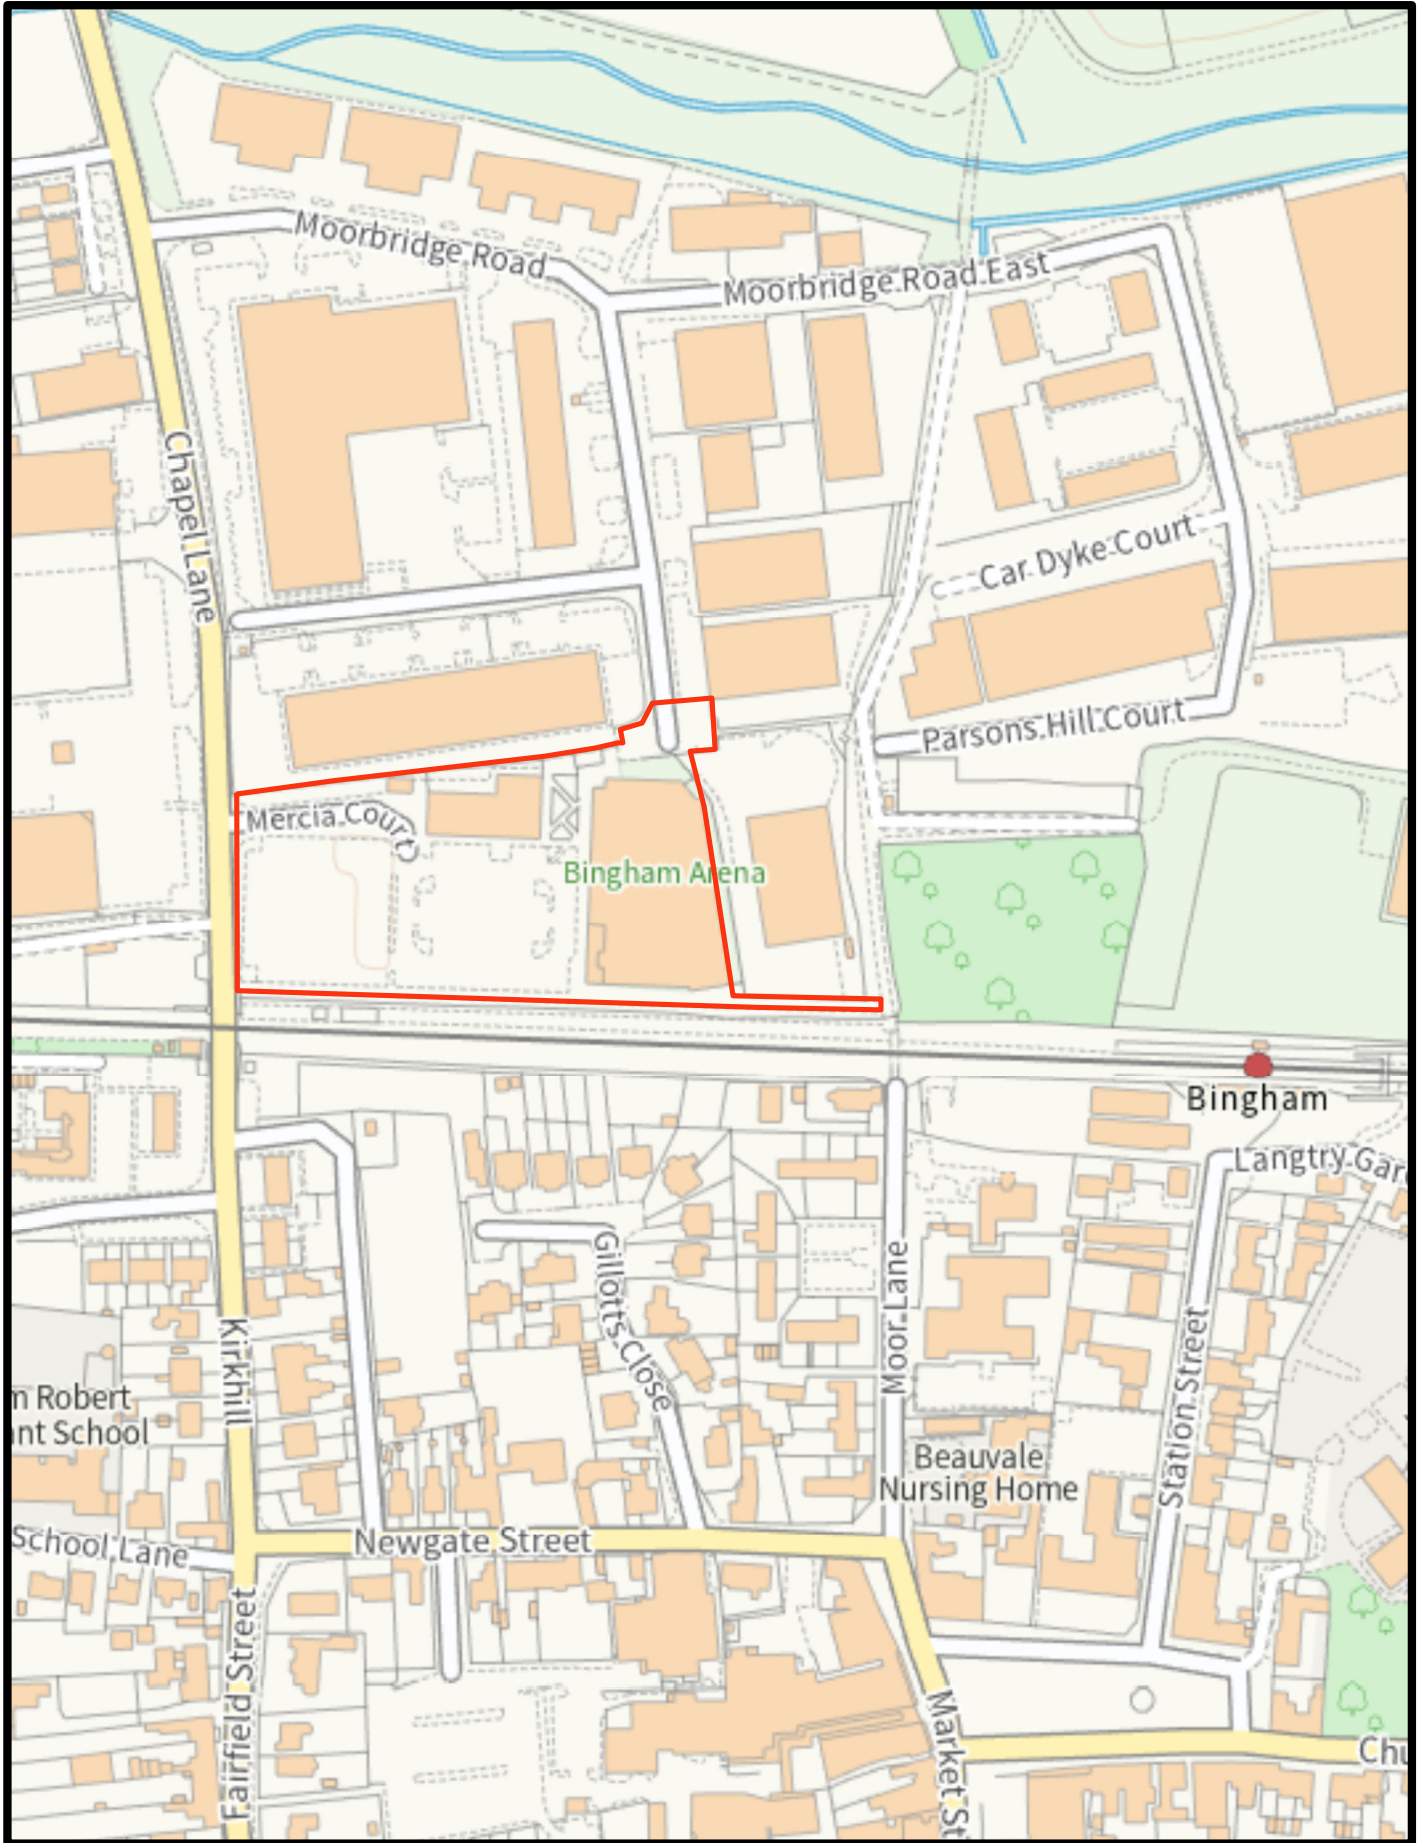 Moorbridge Road
Moorbridge Road East
Chapel Lane
Car Dyke Court
Parsons Hill Court
Mercia Court
Bingham Arena
Bingham
Langtry Gar
Gillotts Close
Moor Lane
Kirkhill
Station Street
m Robert
nt School
Beauvale
Nursing Home
School Lane
Newgate Street
Fairfield Street
Market St
Chu